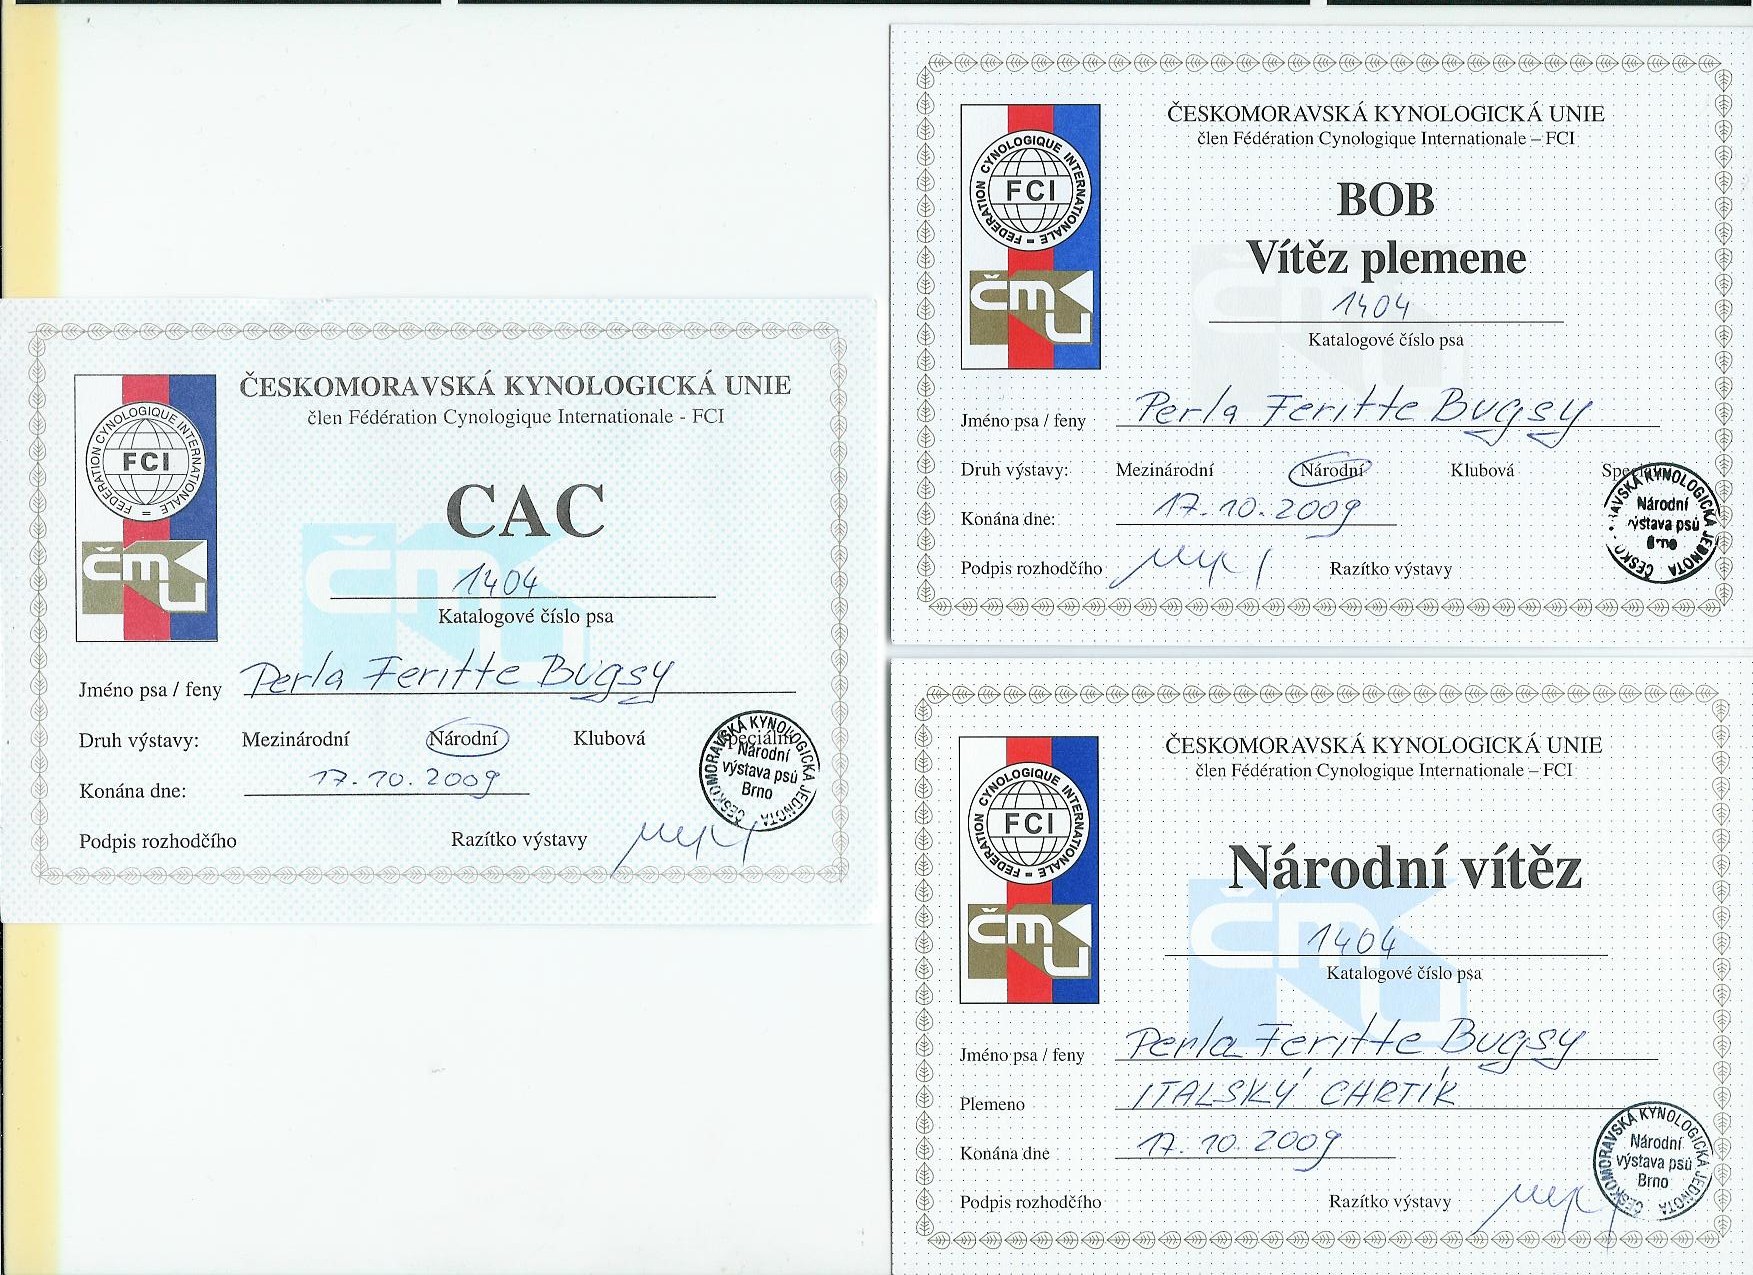 ČESKOMORAVSKÁ KYNOLOGICKÁ UNIE
člen Fédération Cynologique Internationale - FCI
FEDERATION CYNOLOGIQUE INTERNATIONALE
FCI
ČMKU
CAC
1404
Katalogové číslo psa
Jméno psa / feny Perla Feritte Bugsy
Druh výstavy: Mezinárodní Národní Klubová Speciální
Konána dne: 17.10.2009
Podpis rozhodčího Razítko výstavy
ČESKOMORAVSKÁ KYNOLOGICKÁ JEDNOTA
Národní
výstava psů
Brno
ČESKOMORAVSKÁ KYNOLOGICKÁ UNIE
člen Fédération Cynologique Internationale – FCI
FEDERATION CYNOLOGIQUE INTERNATIONALE
FCI
ČMKU
BOB
Vítěz plemene
1404
Katalogové číslo psa
Jméno psa / feny Perla Feritte Bugsy
Druh výstavy: Mezinárodní Národní Klubová
Konána dne: 17.10.2009
Podpis rozhodčího Razítko výstavy
KYNOLOGICKÁ JEDNOTA
Národní
výstava psů
Brno
ČESKOMORAVSKÁ KYNOLOGICKÁ UNIE
člen Fédération Cynologique Internationale – FCI
FEDERATION CYNOLOGIQUE INTERNATIONALE
FCI
ČMKU
Národní vítěz
1404
Katalogové číslo psa
Jméno psa / feny Perla Feritte Bugsy
Plemeno ITALSKÝ CHRTÍK
Konána dne 17.10.2009
Podpis rozhodčího Razítko výstavy
ČESKOMORAVSKÁ KYNOLOGICKÁ JEDNOTA
Národní
výstava psů
Brno